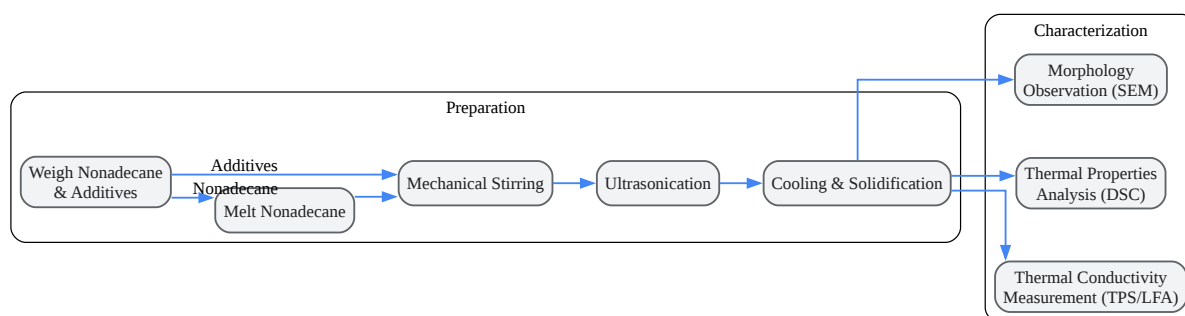 Characterization
Morphology
Observation (SEM)
Preparation
Weigh Nonadecane
& Additives
Additives
Nonadecane
Melt Nonadecane
Mechanical Stirring
Ultrasonication
Cooling & Solidification
Thermal Properties
Analysis (DSC)
Thermal Conductivity
Measurement (TPS/LFA)